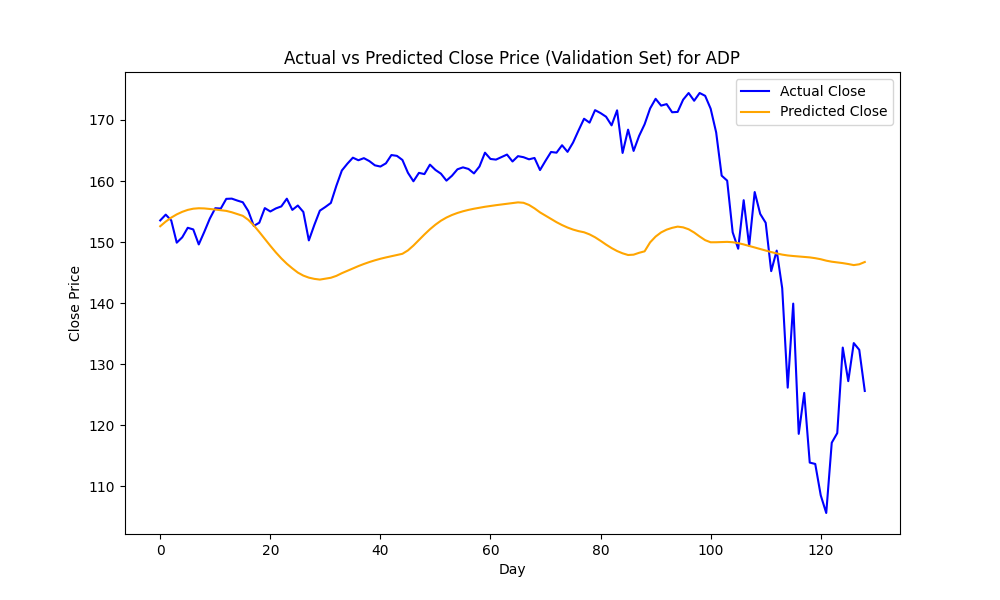 Actual vs Predicted Close Price (Validation Set) for ADP
Actual Close
Predicted Close
Close Price
170
160
150
140
130
120
110
0 20 40 60 80 100 120
Day